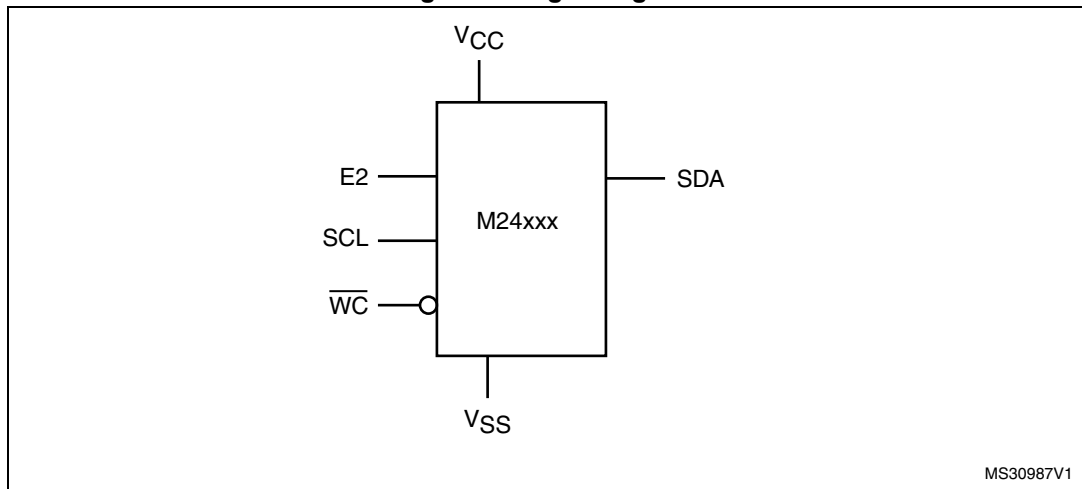 VCC
E2
SDA
M24xxx
SCL
WC
VSS
MS30987V1